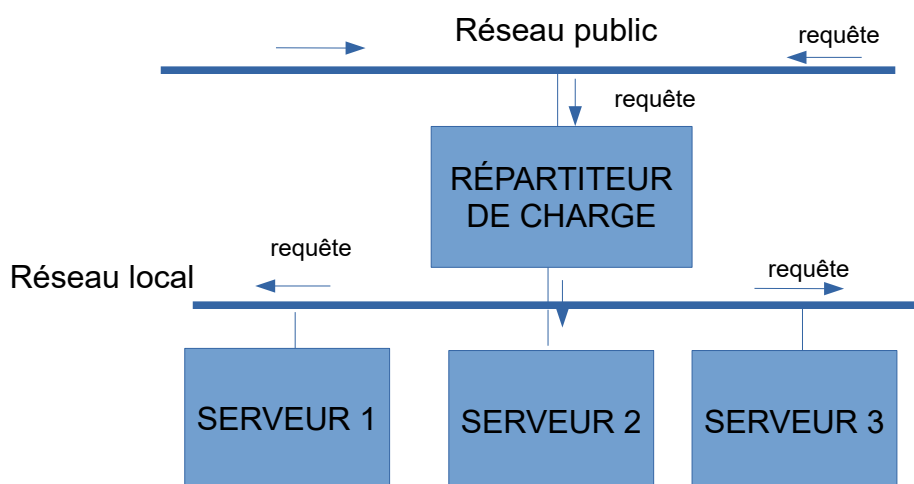 Réseau public
requête
requête
RÉPARTITEUR
DE CHARGE
requête
Réseau local
requête
SERVEUR 1
SERVEUR 2
SERVEUR 3